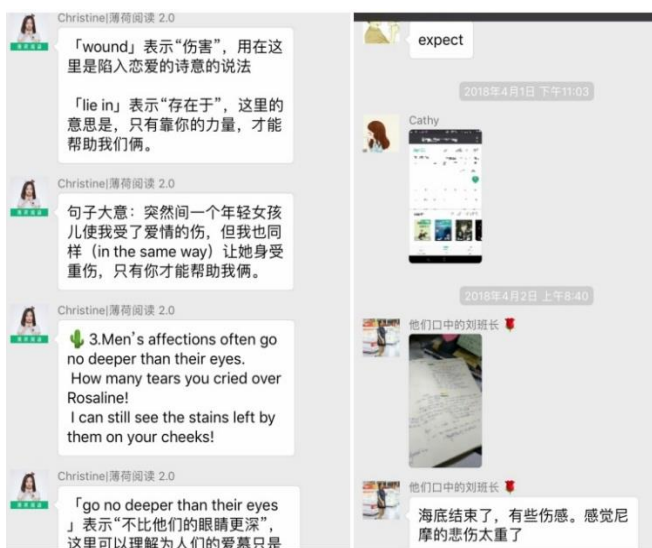 Christine|薄荷阅读 2.0
「wound」表示“伤害”，用在这
里是陷入恋爱的诗意的说法
「lie in」表示“存在于”，这里的
意思是，只有靠你的力量，才能
帮助我们俩。
Christine|薄荷阅读 2.0
句子大意：突然间一个年轻女孩
儿使我受了爱情的伤，但我也同
样（in the same way）让她身受
重伤，只有你才能帮助我俩。
Christine|薄荷阅读 2.0
🌵 3.Men's affections often go
no deeper than their eyes.
How many tears you cried over
Rosaline!
I can still see the stains left by
them on your cheeks!
Christine|薄荷阅读 2.0
「go no deeper than their eyes
」表示“不比他们的眼睛更深”，
这里可以理解为人们的爱慕只是
expect
2018年4月1日 下午11:03
Cathy
2018年4月2日 上午8:40
他们口中的刘班长🌹
他们口中的刘班长🌹
海底结束了，有些伤感。感觉尼
摩的悲伤太重了